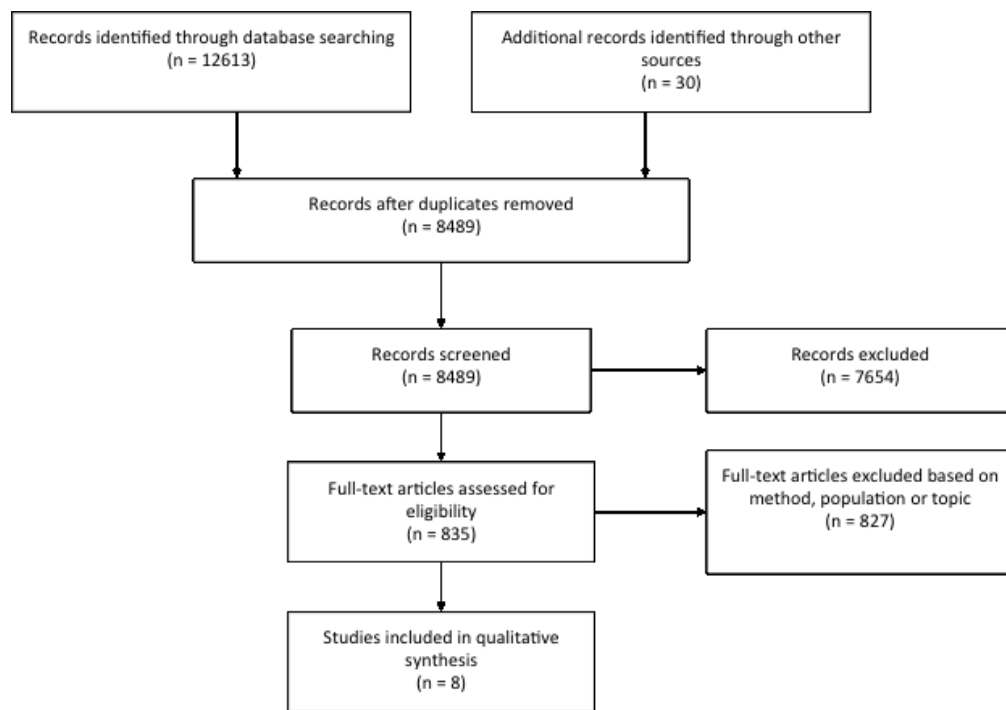 Records identified through database searching
(n = 12613)
Additional records identified through other
sources
(n = 30)
Records after duplicates removed
(n = 8489)
Records screened
(n = 8489)
Records excluded
(n = 7654)
Full-text articles assessed for
eligibility
(n = 835)
Full-text articles excluded based on
method, population or topic
(n = 827)
Studies included in qualitative
synthesis
(n = 8)